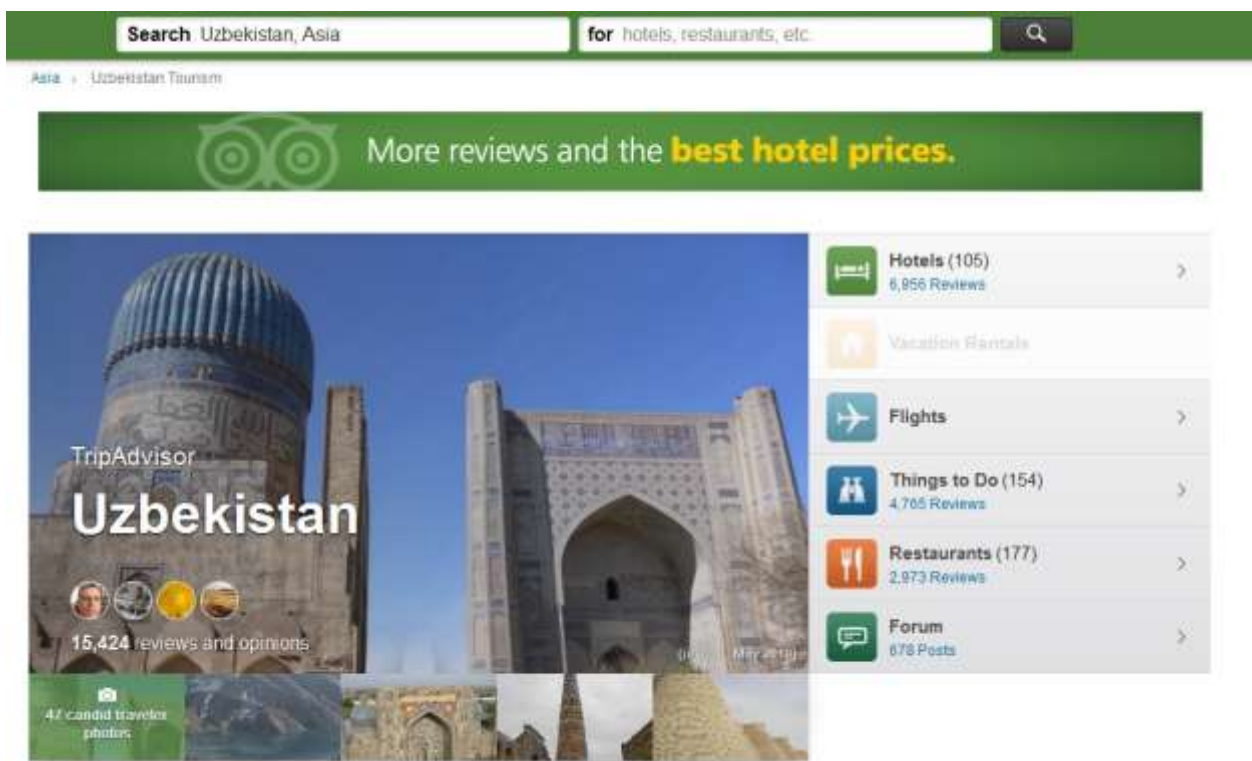 Search Uzbekistan, Asia
for hotels, restaurants, etc.
Asia › Uzbekistan Tourism
More reviews and the best hotel prices.
Hotels (105)
6,956 Reviews
Vacation Rentals
Flights
Things to Do (154)
4,765 Reviews
Restaurants (177)
2,973 Reviews
Forum
678 Posts
TripAdvisor
Uzbekistan
15,424 reviews and opinions
47 candid traveler
photos